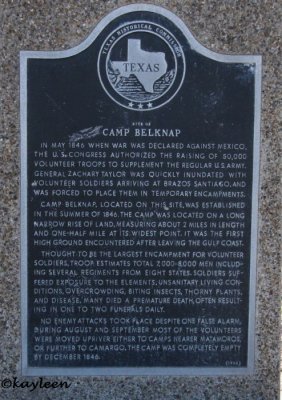 TEXAS HISTORICAL COMMISSION
TEXAS
SITE OF
CAMP BELKNAP
IN MAY 1846 WHEN WAR WAS DECLARED AGAINST MEXICO,
THE U.S. CONGRESS AUTHORIZED THE RAISING OF 50,000
VOLUNTEER TROOPS TO SUPPLEMENT THE REGULAR U.S. ARMY.
GENERAL ZACHARY TAYLOR WAS QUICKLY INUNDATED WITH
VOLUNTEER SOLDIERS ARRIVING AT BRAZOS SANTIAGO, AND
WAS FORCED TO PLACE THEM IN TEMPORARY ENCAMPMENTS.
CAMP BELKNAP, LOCATED ON THIS SITE, WAS ESTABLISHED
IN THE SUMMER OF 1846. THE CAMP WAS LOCATED ON A LONG
NARROW RISE OF LAND, MEASURING ABOUT 2 MILES IN LENGTH
AND ONE-HALF MILE AT ITS WIDEST POINT. IT WAS THE FIRST
HIGH GROUND ENCOUNTERED AFTER LEAVING THE GULF COAST.
THOUGHT TO BE THE LARGEST ENCAMPMENT FOR VOLUNTEER
SOLDIERS, TROOP ESTIMATES TOTAL 7,000-8,000 MEN INCLUD-
ING SEVERAL REGIMENTS FROM EIGHT STATES. SOLDIERS SUF-
FERED EXPOSURE TO THE ELEMENTS, UNSANITARY LIVING CON-
DITIONS, OVERCROWDING, BITING INSECTS, THORNY PLANTS,
AND DISEASE. MANY DIED A PREMATURE DEATH, OFTEN RESULT-
ING IN ONE TO TWO FUNERALS DAILY.
NO ENEMY ATTACKS TOOK PLACE DESPITE ONE FALSE ALARM.
DURING AUGUST AND SEPTEMBER MOST OF THE VOLUNTEERS
WERE MOVED UPRIVER EITHER TO CAMPS NEARER MATAMOROS,
OR FURTHER TO CAMARGO. THE CAMP WAS COMPLETELY EMPTY
BY DECEMBER 1846.
©kayleen